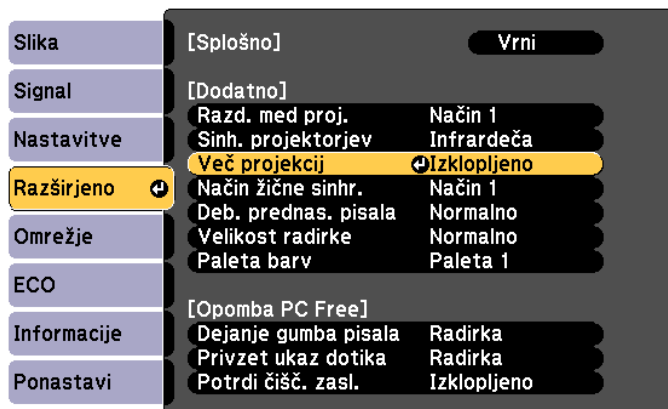 Slika
Signal
Nastavitve
Razširjeno
Omrežje
ECO
Informacije
Ponastavi
[Splošno] Vrni
[Dodatno]
Razd. med proj. Način 1
Sinh. projektorjev Infrardeča
Več projekcij Izklopljeno
Način žične sinhr. Način 1
Deb. prednas. pisala Normalno
Velikost radirke Normalno
Paleta barv Paleta 1
[Opomba PC Free]
Dejanje gumba pisala Radirka
Privzet ukaz dotika Radirka
Potrdi čišč. zasl. Izklopljeno